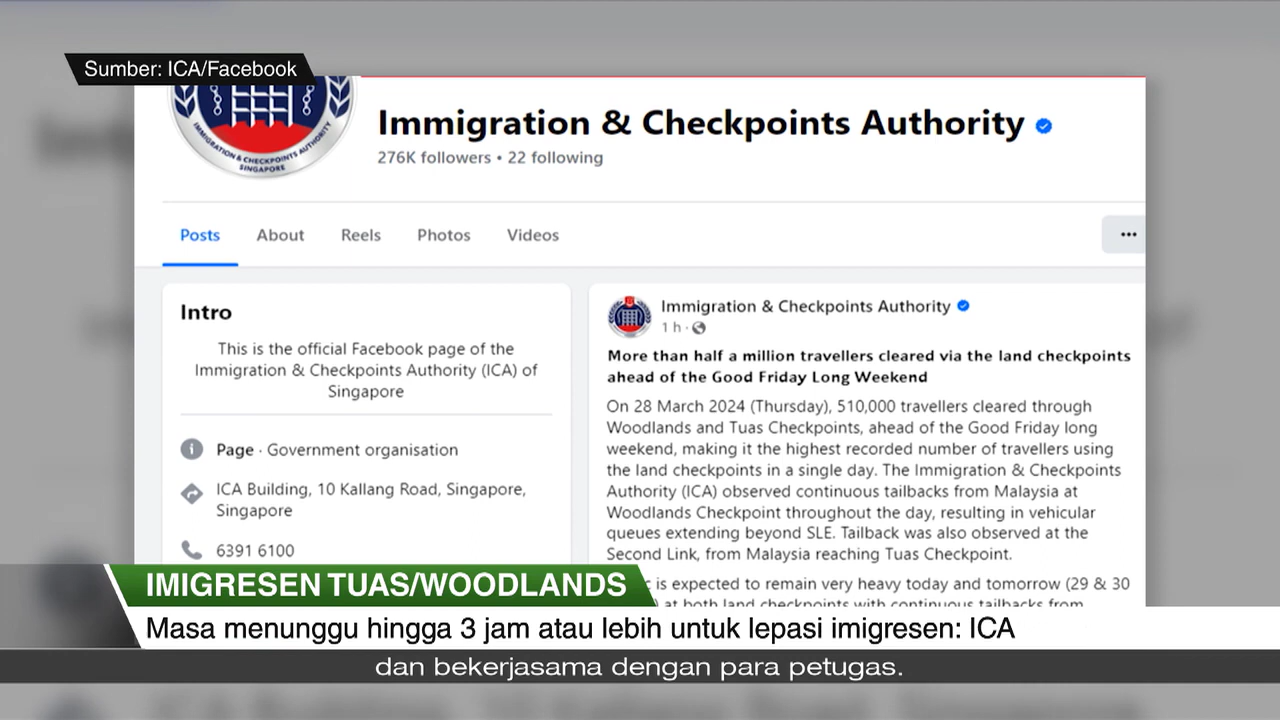 Sumber: ICA/Facebook
IMMIGRATION & CHECKPOINTS AUTHORITY
SINGAPORE
Immigration & Checkpoints Authority
276K followers • 22 following
Posts About Reels Photos Videos
Intro
This is the official Facebook page of the
Immigration & Checkpoints Authority (ICA) of
Singapore
Page · Government organisation
ICA Building, 10 Kallang Road, Singapore,
Singapore
6391 6100
Immigration & Checkpoints Authority
1 h ·
More than half a million travellers cleared via the land checkpoints
ahead of the Good Friday Long Weekend
On 28 March 2024 (Thursday), 510,000 travellers cleared through
Woodlands and Tuas Checkpoints, ahead of the Good Friday long
weekend, making it the highest recorded number of travellers using
the land checkpoints in a single day. The Immigration & Checkpoints
Authority (ICA) observed continuous tailbacks from Malaysia at
Woodlands Checkpoint throughout the day, resulting in vehicular
queues extending beyond SLE. Tailback was also observed at the
Second Link, from Malaysia reaching Tuas Checkpoint.
is expected to remain very heavy today and tomorrow (29 & 30
at both land checkpoints with continuous tailbacks from
IMIGRESEN TUAS/WOODLANDS
Masa menunggu hingga 3 jam atau lebih untuk lepasi imigresen: ICA
dan bekerjasama dengan para petugas.